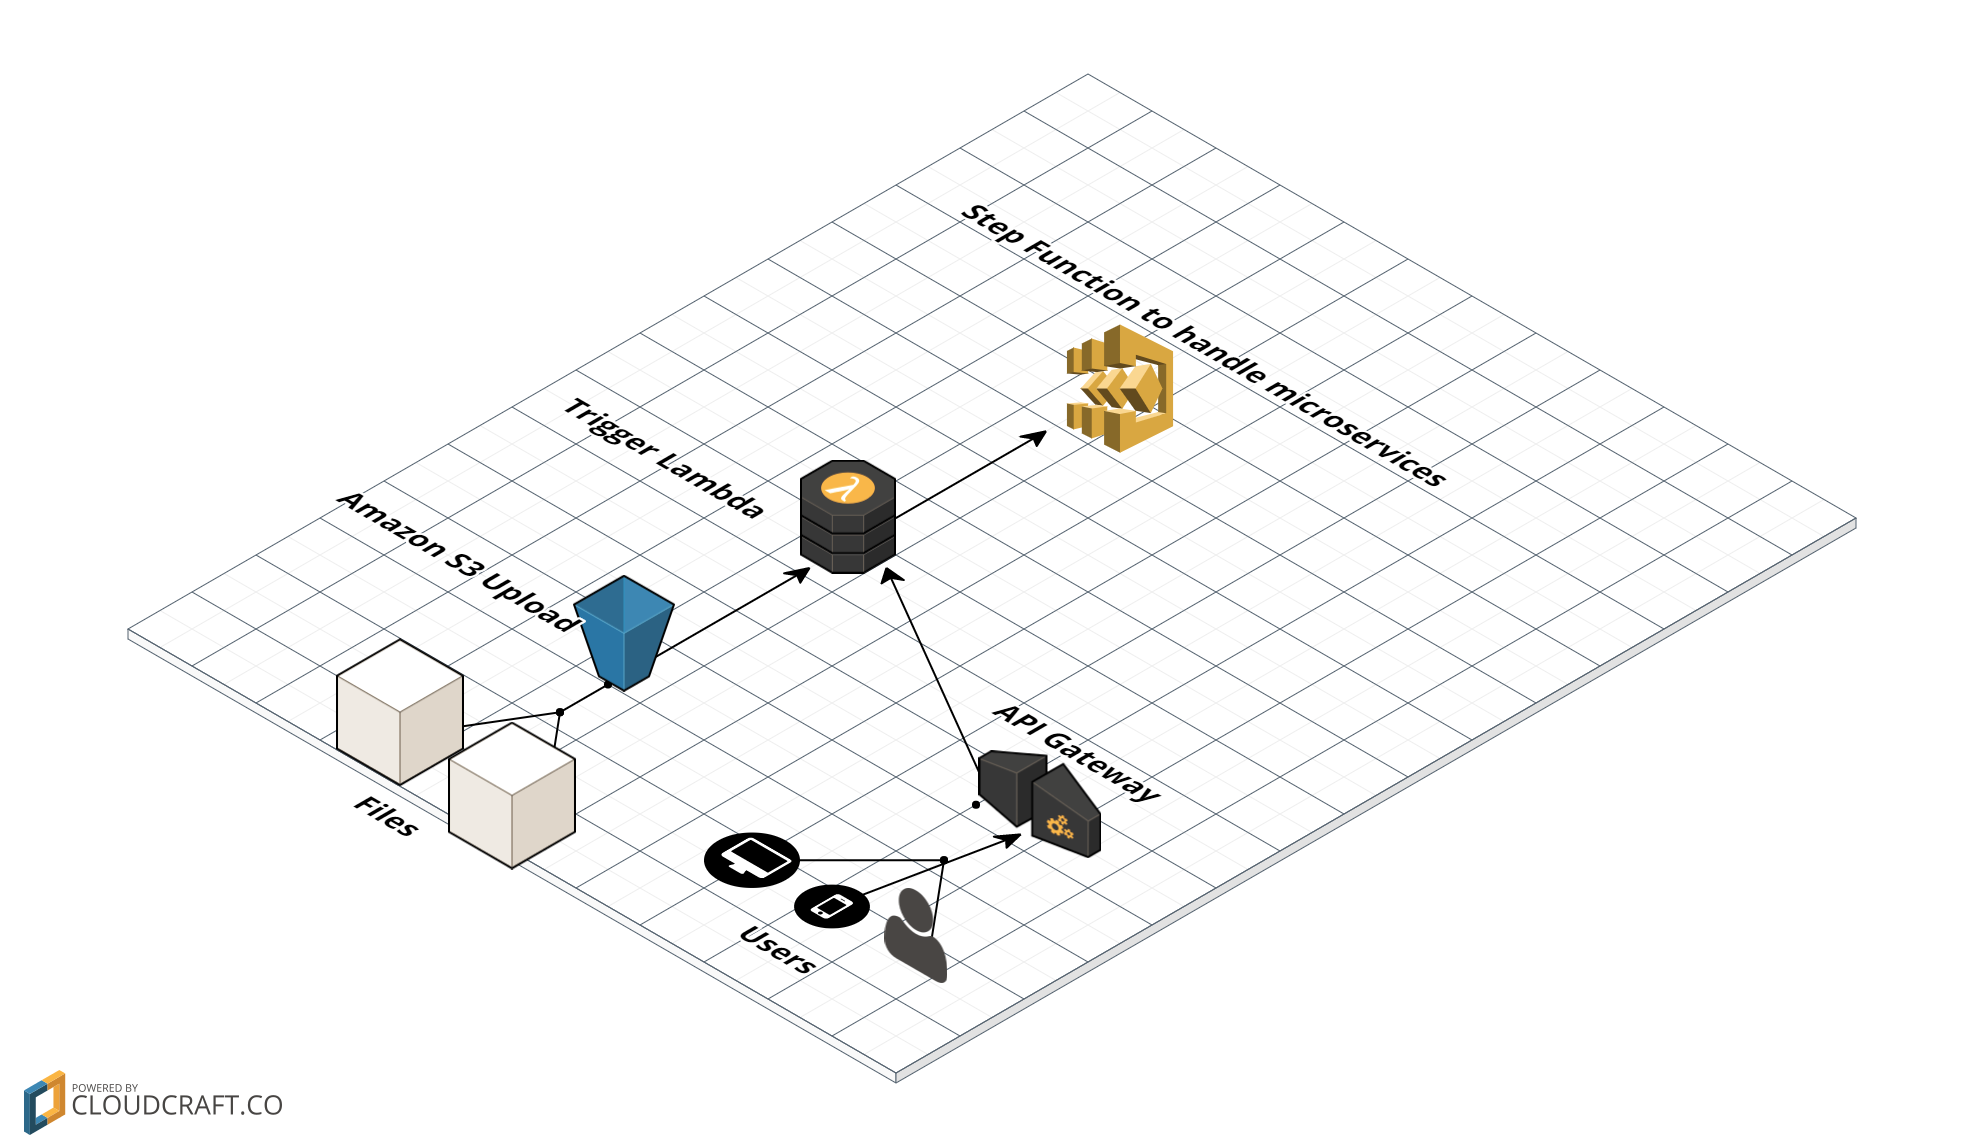 Step Function to handle microservices
Trigger Lambda
Amazon S3 Upload
API Gateway
Files
Users
POWERED BY
CLOUDCRAFT.CO